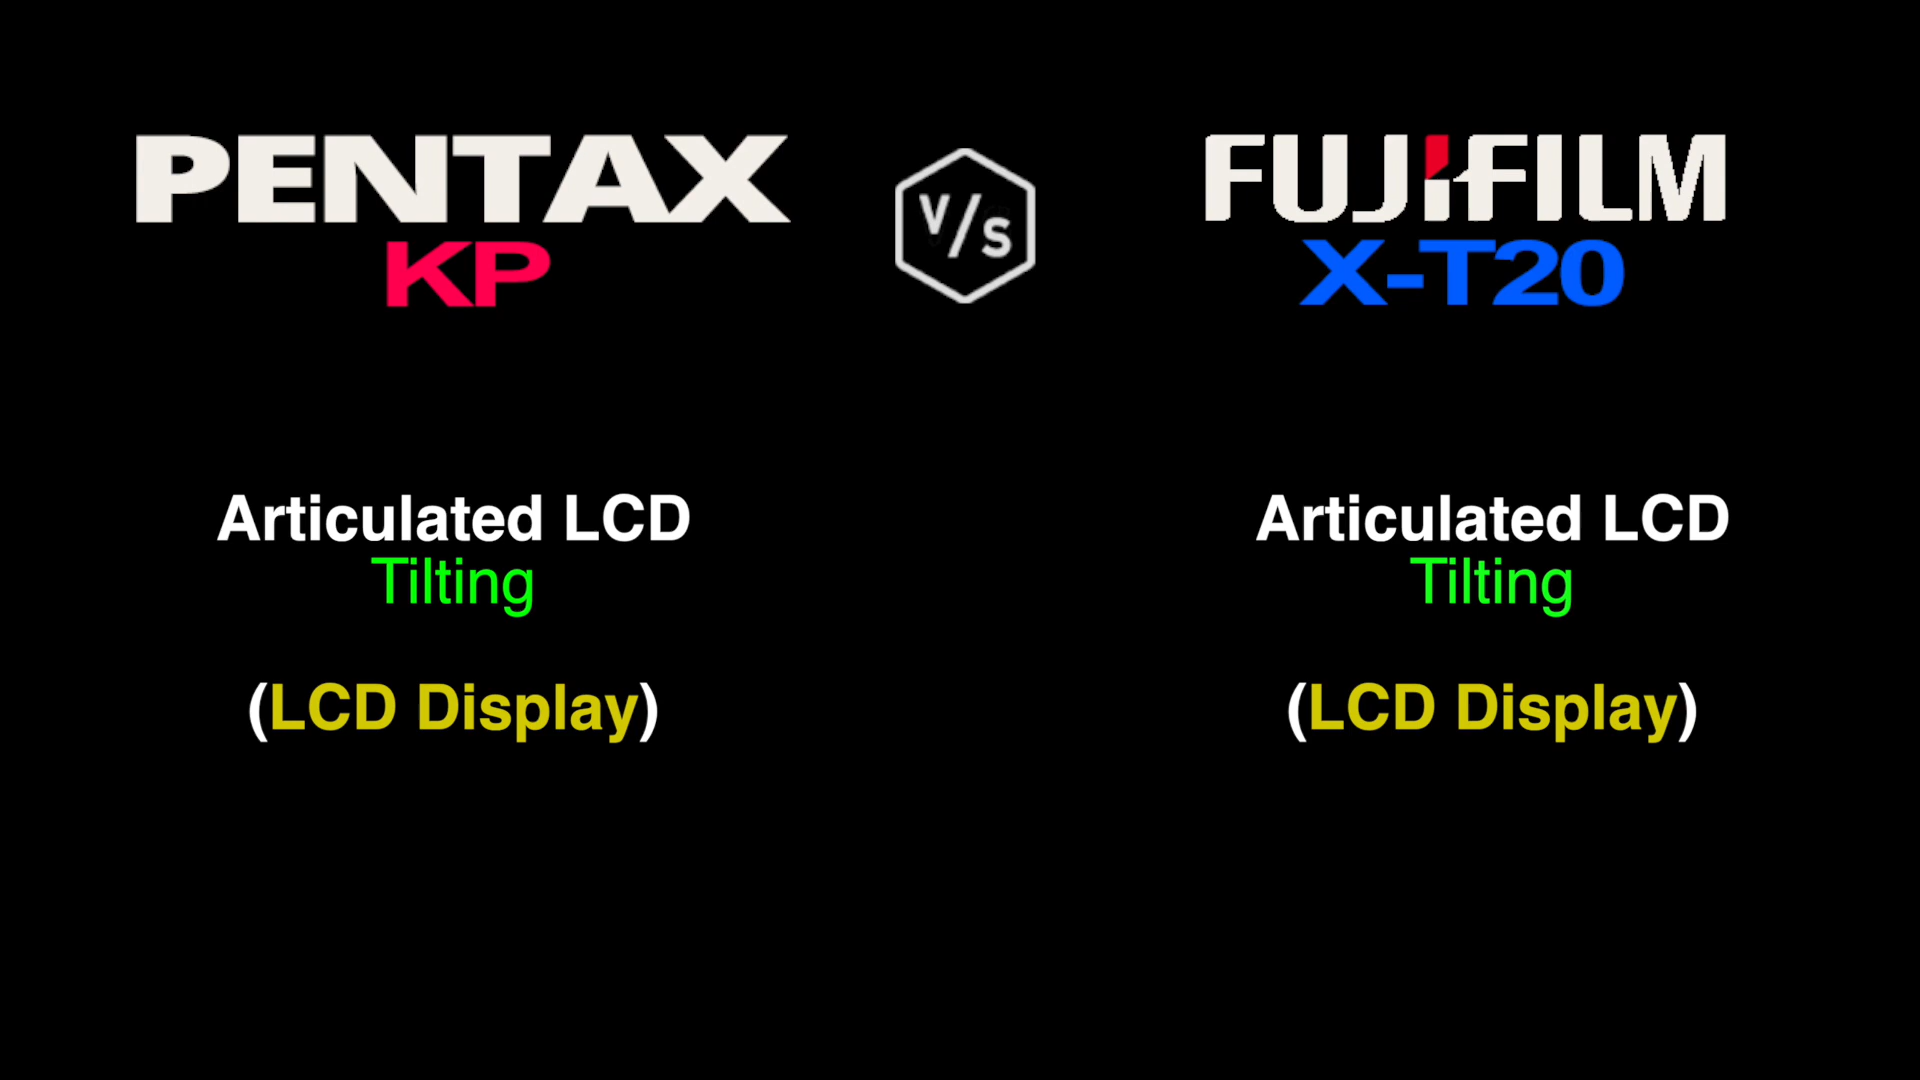 PENTAX
KP
V/S
FUJIFILM
X-T20
Articulated LCD
Tilting
(LCD Display)
Articulated LCD
Tilting
(LCD Display)